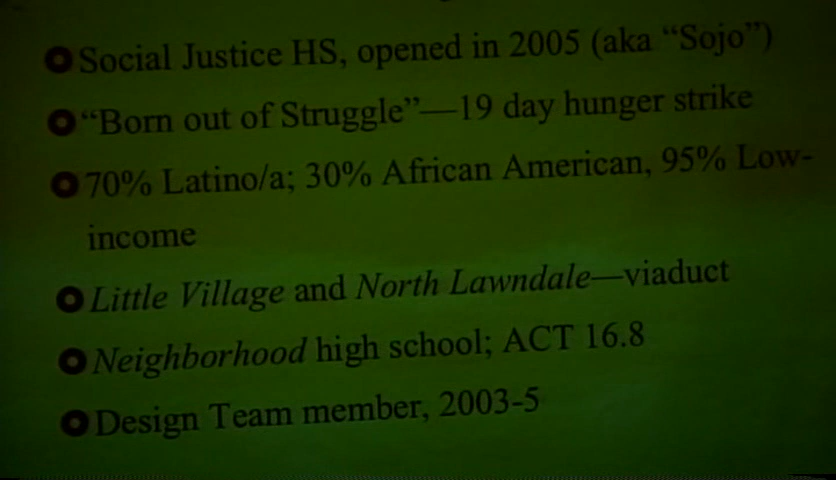 Social Justice HS, opened in 2005 (aka “Sojo”)
“Born out of Struggle”—19 day hunger strike
70% Latino/a; 30% African American, 95% Low-
income
Little Village and North Lawndale—viaduct
Neighborhood high school; ACT 16.8
Design Team member, 2003-5